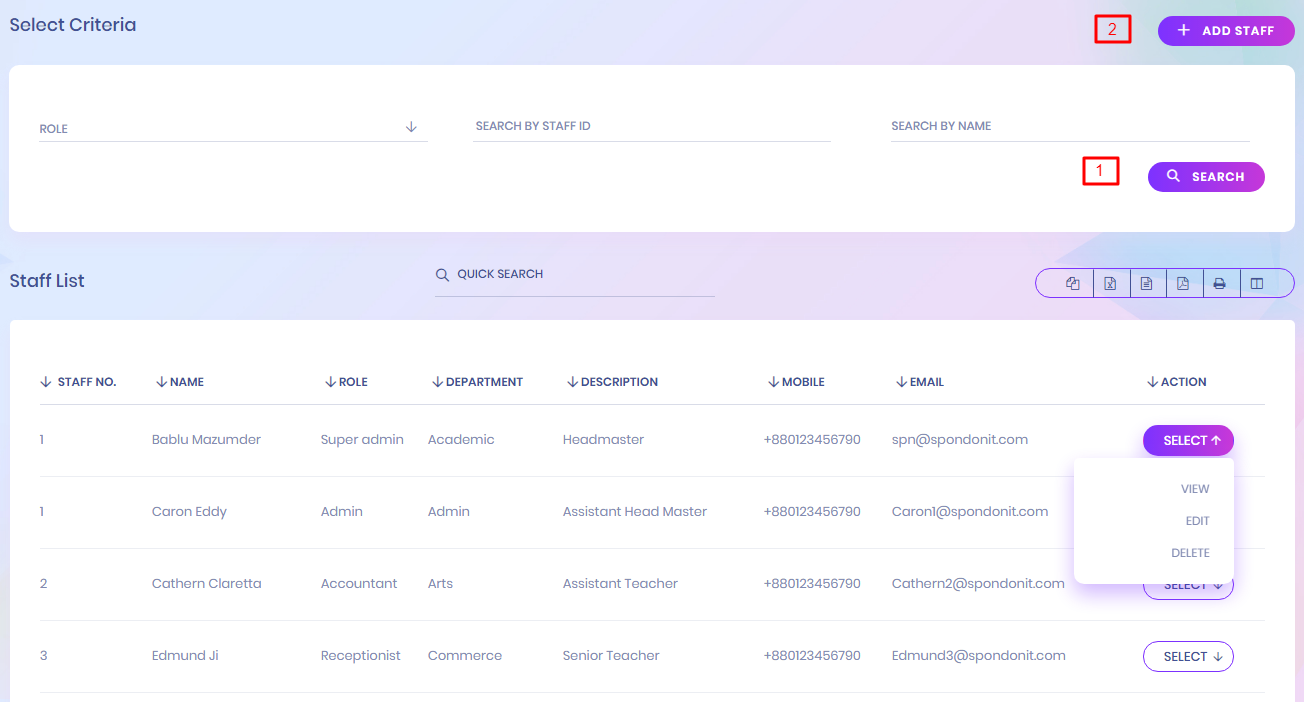 Select Criteria
2
+ ADD STAFF
ROLE
SEARCH BY STAFF ID
SEARCH BY NAME
1
SEARCH
Staff List
QUICK SEARCH
STAFF NO. NAME ROLE DEPARTMENT DESCRIPTION MOBILE EMAIL ACTION
1 Bablu Mazumder Super admin Academic Headmaster +880123456790 spn@spondonit.com SELECT
VIEW
1 Caron Eddy Admin Admin Assistant Head Master +880123456790 Caron1@spondonit.com
EDIT
DELETE
2 Cathern Claretta Accountant Arts Assistant Teacher +880123456790 Cathern2@spondonit.com SELECT
3 Edmund Ji Receptionist Commerce Senior Teacher +880123456790 Edmund3@spondonit.com SELECT